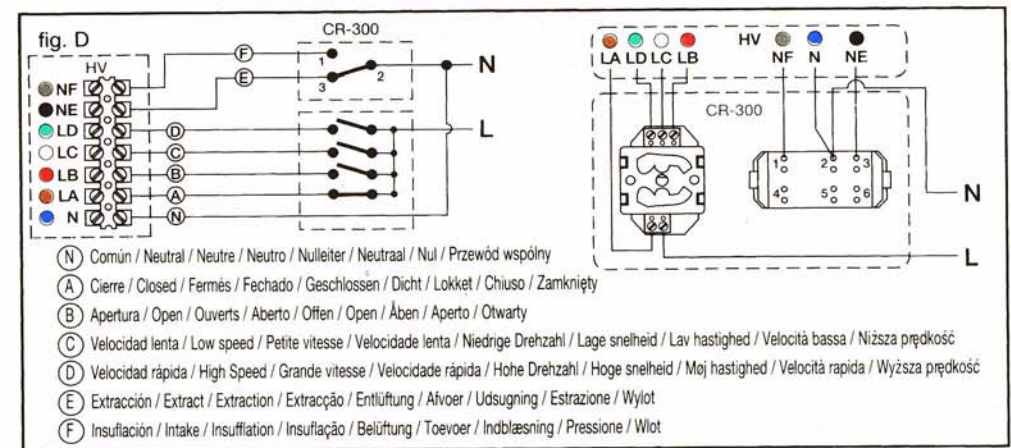 fig. D
CR-300
HV
NF
NE
LD
LC
LB
LA
N
F
E
D
C
B
A
N
1
2
3
N
L
LA LD LC LB
HV
NF N NE
CR-300
1 2 3
4 5 6
N
L
N Común / Neutral / Neutre / Neutro / Nulleiter / Neutraal / Nul / Przewód wspólny
A Cierre / Closed / Fermés / Fechado / Geschlossen / Dicht / Lokket / Chiuso / Zamknięty
B Apertura / Open / Ouverts / Aberto / Offen / Open / Åben / Aperto / Otwarty
C Velocidad lenta / Low speed / Petite vitesse / Velocidade lenta / Niedrige Drehzahl / Lage snelheid / Lav hastighed / Velocità bassa / Niższa prędkość
D Velocidad rápida / High Speed / Grande vitesse / Velocidade rápida / Hohe Drehzahl / Hoge snelheid / Møj hastighed / Velocità rapida / Wyższa prędkość
E Extracción / Extract / Extraction / Extracção / Entlüftung / Afvoer / Udsugning / Estrazione / Wylot
F Insuflación / Intake / Insufflation / Insuflação / Belüftung / Toevoer / Indblæsning / Pressione / Wlot